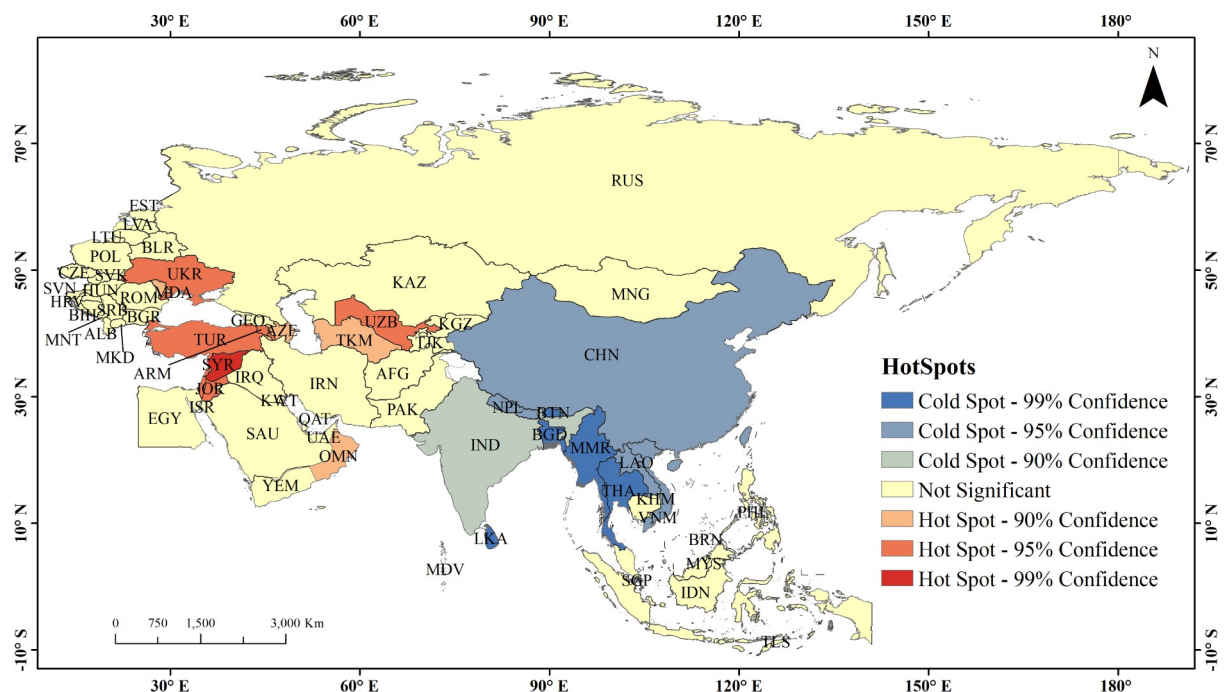 30° E 60° E 90° E 120° E 150° E 180°
N
70° N 70° N
RUS
EST
LVA
LTU
BLR
POL
50° N 50° N
CZE SVK UKR
KAZ
SVN HUN MDA
MNG
HRV ROM
BIH SRB
BGR GEO UZB KGZ
MNT ALB TUR AZE TKM TJK
MKD
CHN
ARM SYR
HotSpots
IRQ IRN AFG
JOR
Cold Spot - 99% Confidence
30° N 30° N
ISR KWT PAK NPL BTN
EGY QAT
Cold Spot - 95% Confidence
SAU UAE IND BGD MMR
OMN
Cold Spot - 90% Confidence
LAO
YEM THA
Not Significant
KHM
10° N 10° N
VNM PHL
Hot Spot - 90% Confidence
LKA BRN
Hot Spot - 95% Confidence
MDV MYS
SGP
Hot Spot - 99% Confidence
IDN
0 750 1,500 3,000 Km
TLS
-10° S -10° S
30° E 60° E 90° E 120° E 150° E 180°